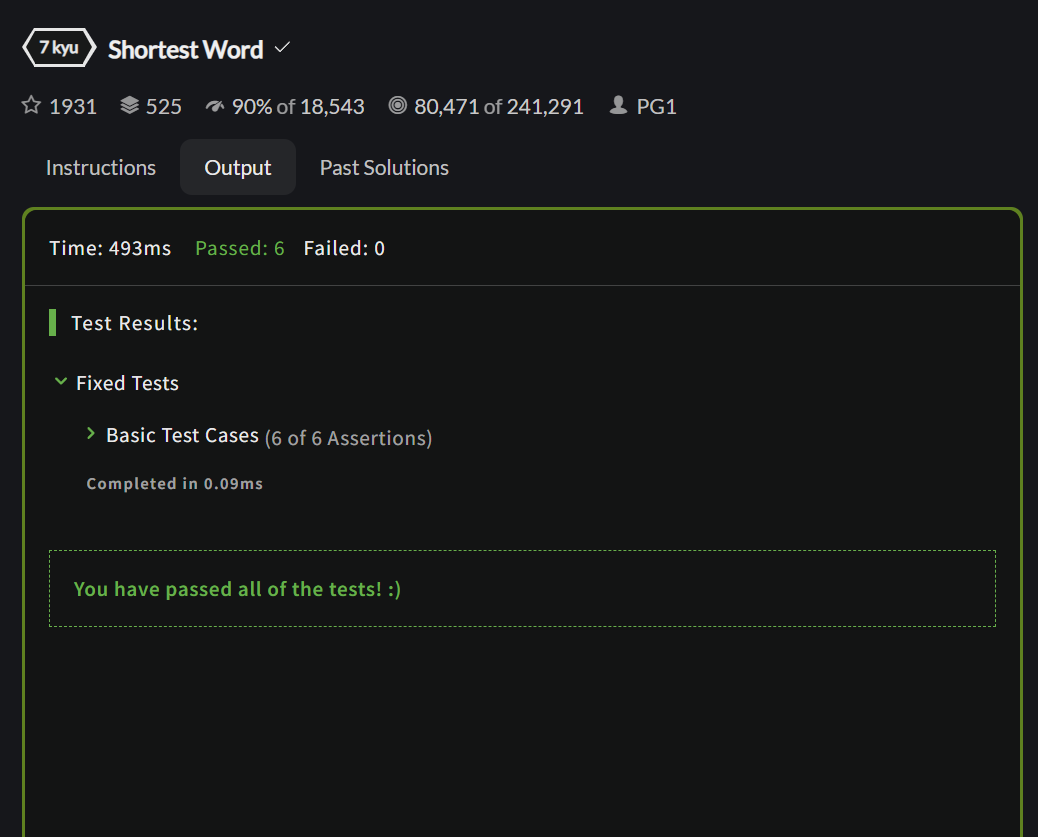 7 kyu Shortest Word
1931 525 90% of 18,543 80,471 of 241,291 PG1
Instructions Output Past Solutions
Time: 493ms Passed: 6 Failed: 0
Test Results:
Fixed Tests
Basic Test Cases (6 of 6 Assertions)
Completed in 0.09ms
You have passed all of the tests! :)